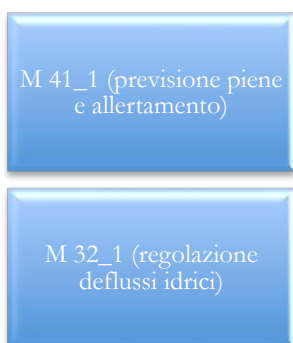 M 41_1 (previsione piene
e allertamento)
M 32_1 (regolazione
deflussi idrici)